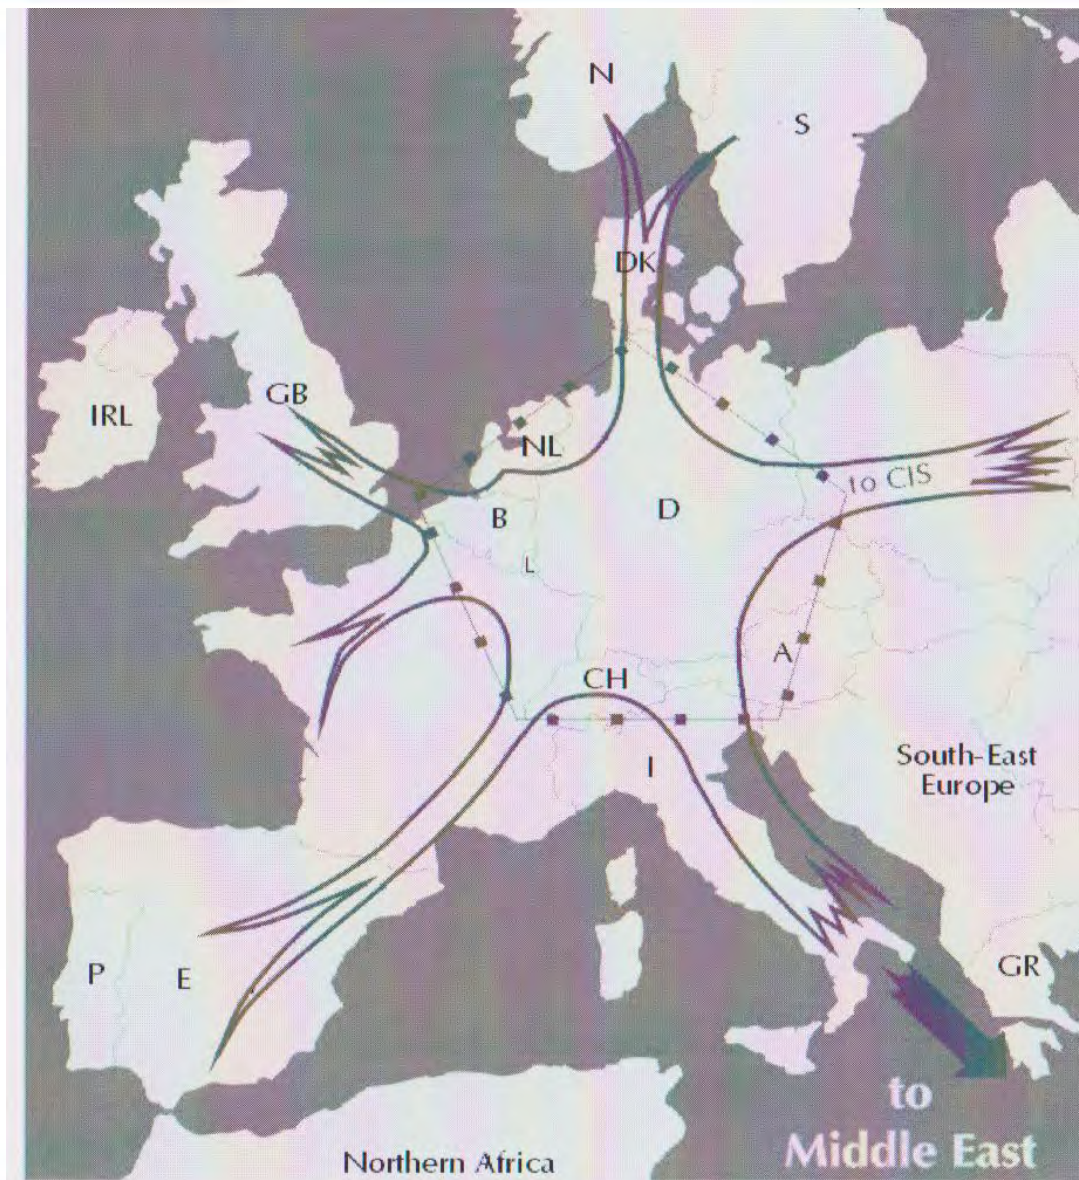 N
S
DK
GB
IRL
NL
to CIS
B
D
L
A
CH
I
South-East
Europe
P
E
GR
to
Middle East
Northern Africa